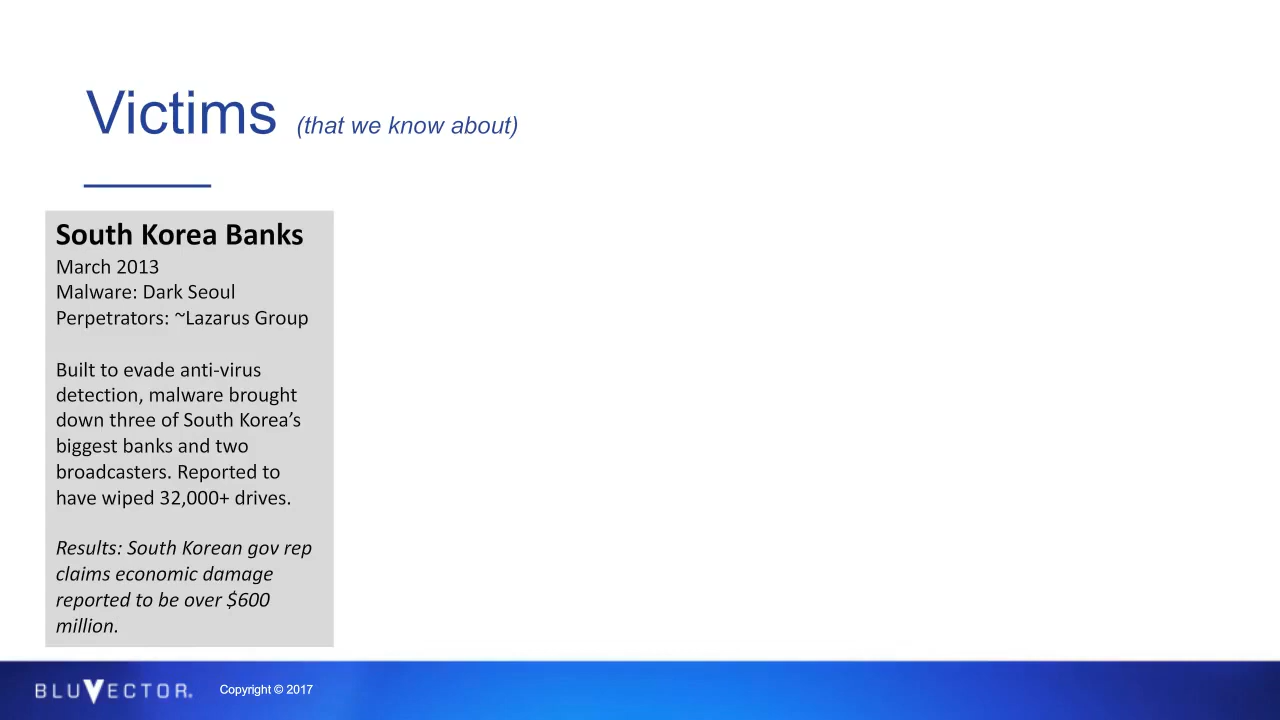 Victims (that we know about)
South Korea Banks
March 2013
Malware: Dark Seoul
Perpetrators: ~Lazarus Group
Built to evade anti-virus
detection, malware brought
down three of South Korea’s
biggest banks and two
broadcasters. Reported to
have wiped 32,000+ drives.
Results: South Korean gov rep
claims economic damage
reported to be over $600
million.
BLUVECTOR®
Copyright © 2017